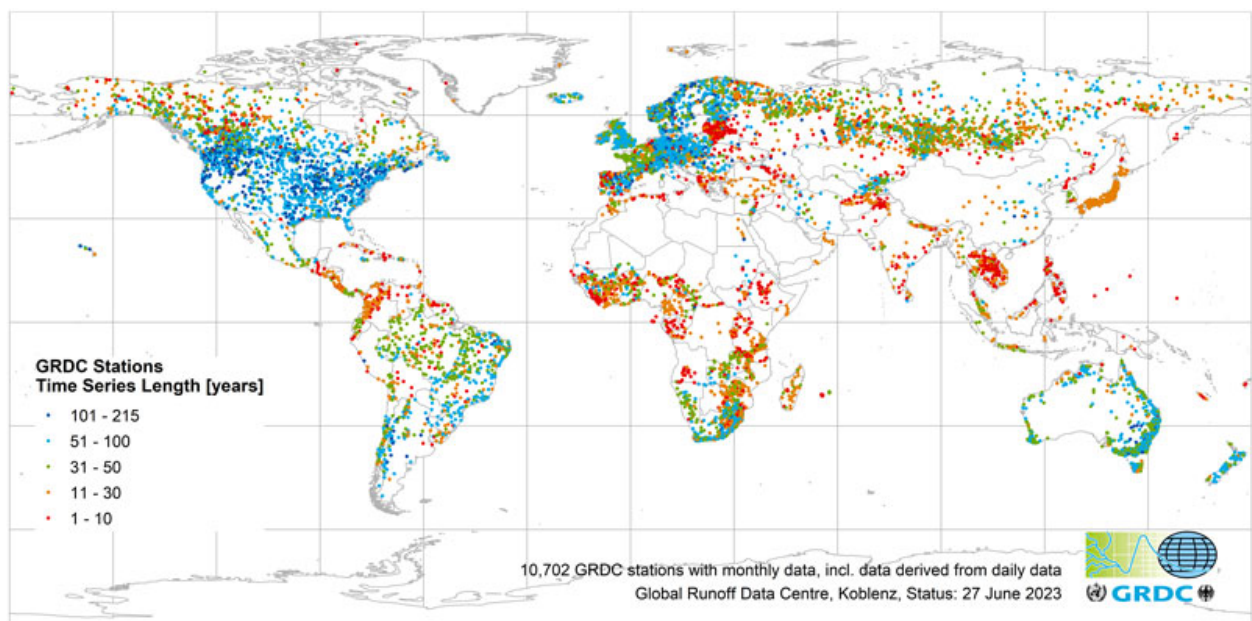 GRDC Stations
Time Series Length [years]
101 - 215
51 - 100
31 - 50
11 - 30
1 - 10
10,702 GRDC stations with monthly data, incl. data derived from daily data
Global Runoff Data Centre, Koblenz, Status: 27 June 2023
GRDC